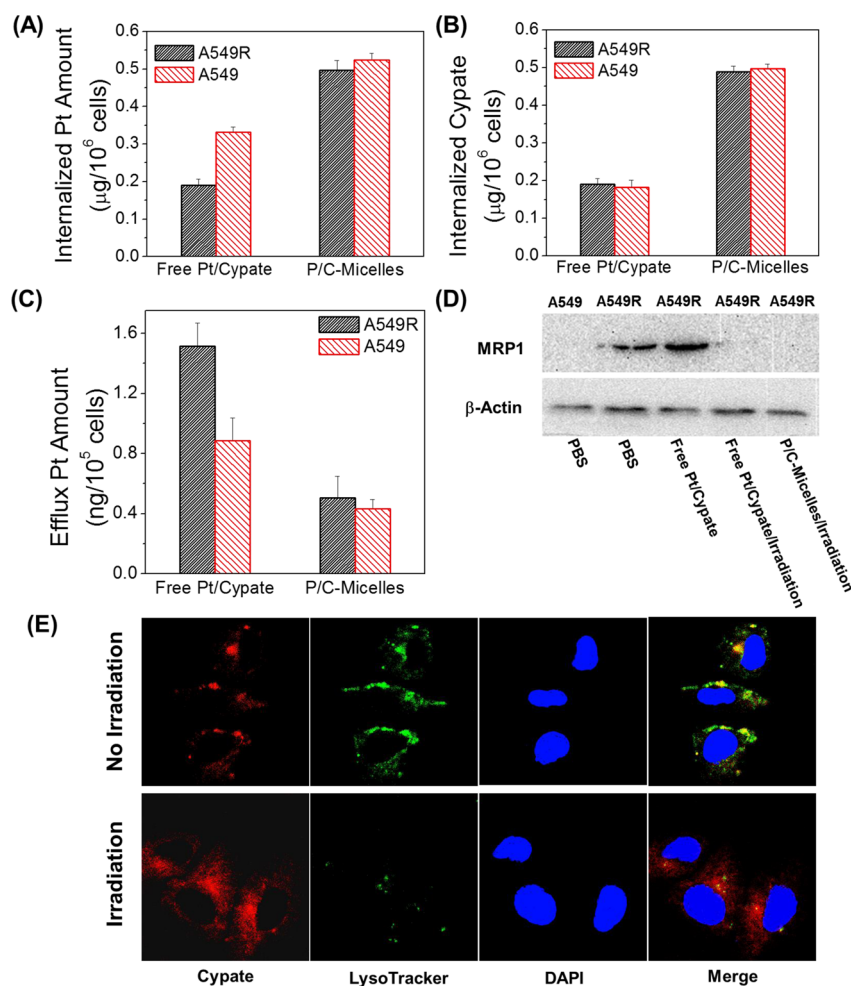 (A)
Internalized Pt Amount
(μg/10⁶ cells)
0.6
0.5
0.4
0.3
0.2
0.1
0.0
A549R
A549
Free Pt/Cypate
P/C-Micelles
(B)
Internalized Cypate
(μg/10⁶ cells)
0.6
0.5
0.4
0.3
0.2
0.1
0.0
A549R
A549
Free Pt/Cypate
P/C-Micelles
(C)
Efflux Pt Amount
(ng/10⁵ cells)
1.6
1.2
0.8
0.4
0.0
A549R
A549
Free Pt/Cypate
P/C-Micelles
(D)
A549 A549R A549R A549R A549R
MRP1
β-Actin
PBS
PBS
Free Pt/Cypate
Free Pt/Cypate/Irradiation
P/C-Micelles/Irradiation
(E)
No Irradiation
Irradiation
Cypate LysoTracker DAPI Merge